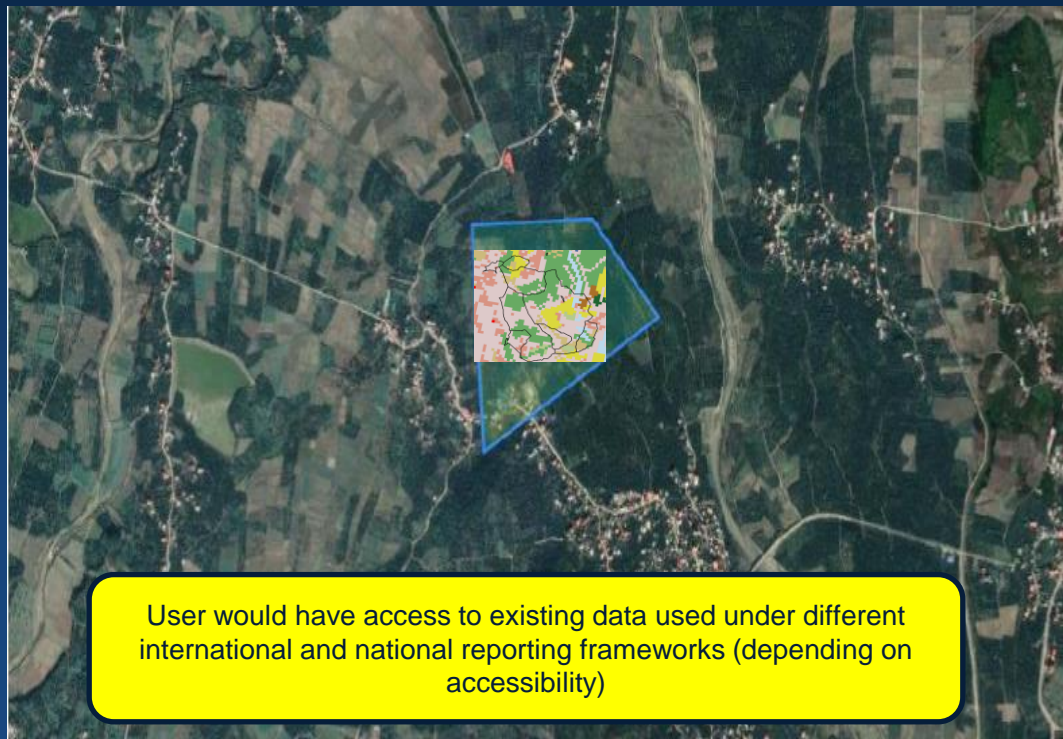 User would have access to existing data used under different
international and national reporting frameworks (depending on
accessibility)